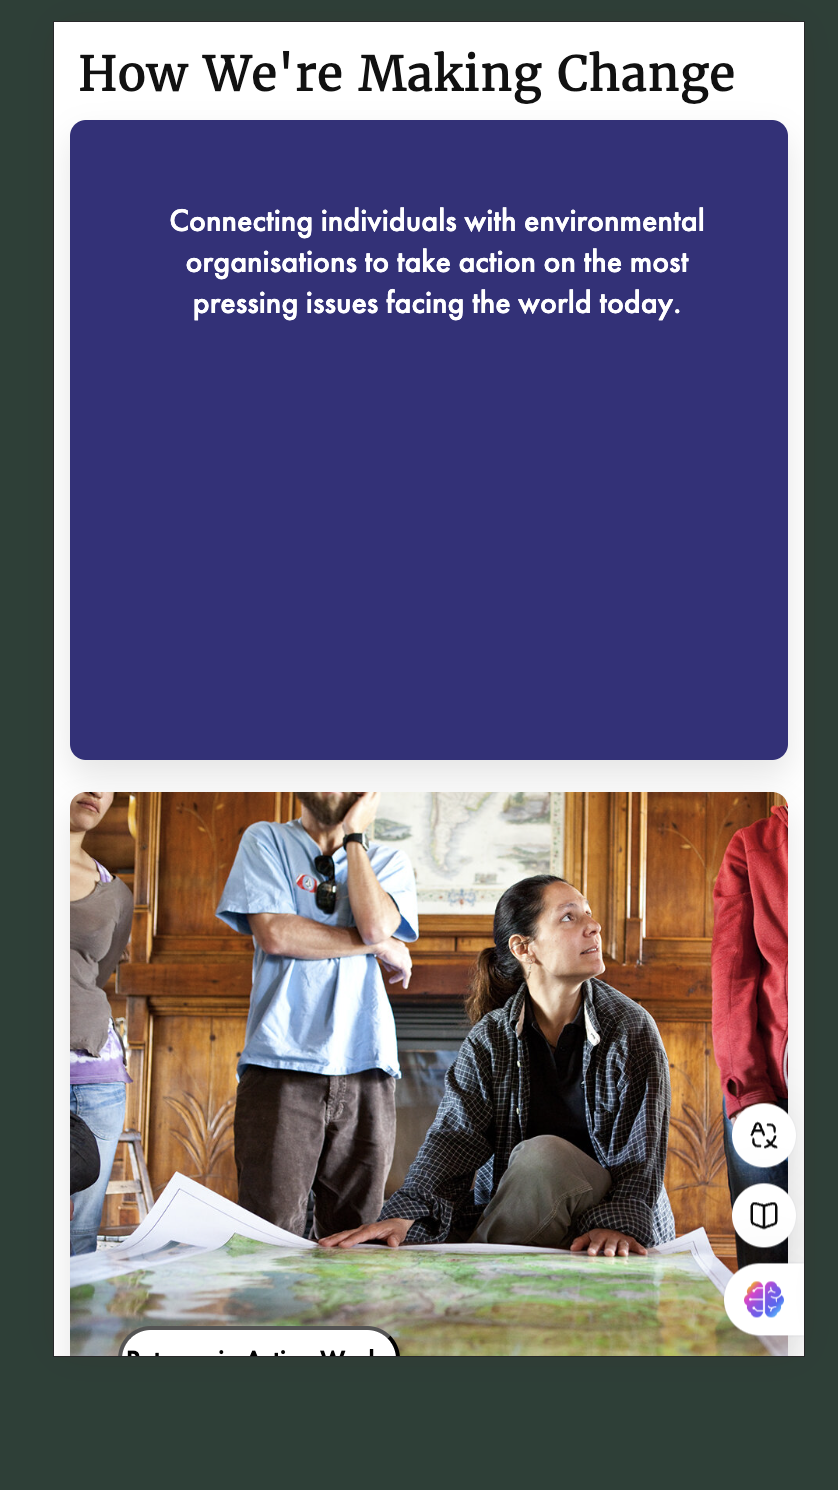 How We're Making Change
Connecting individuals with environmental
organisations to take action on the most
pressing issues facing the world today.